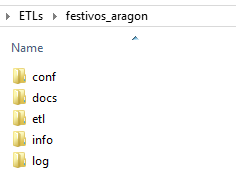 ETLs festivos_aragon
Name
conf
docs
etl
info
log